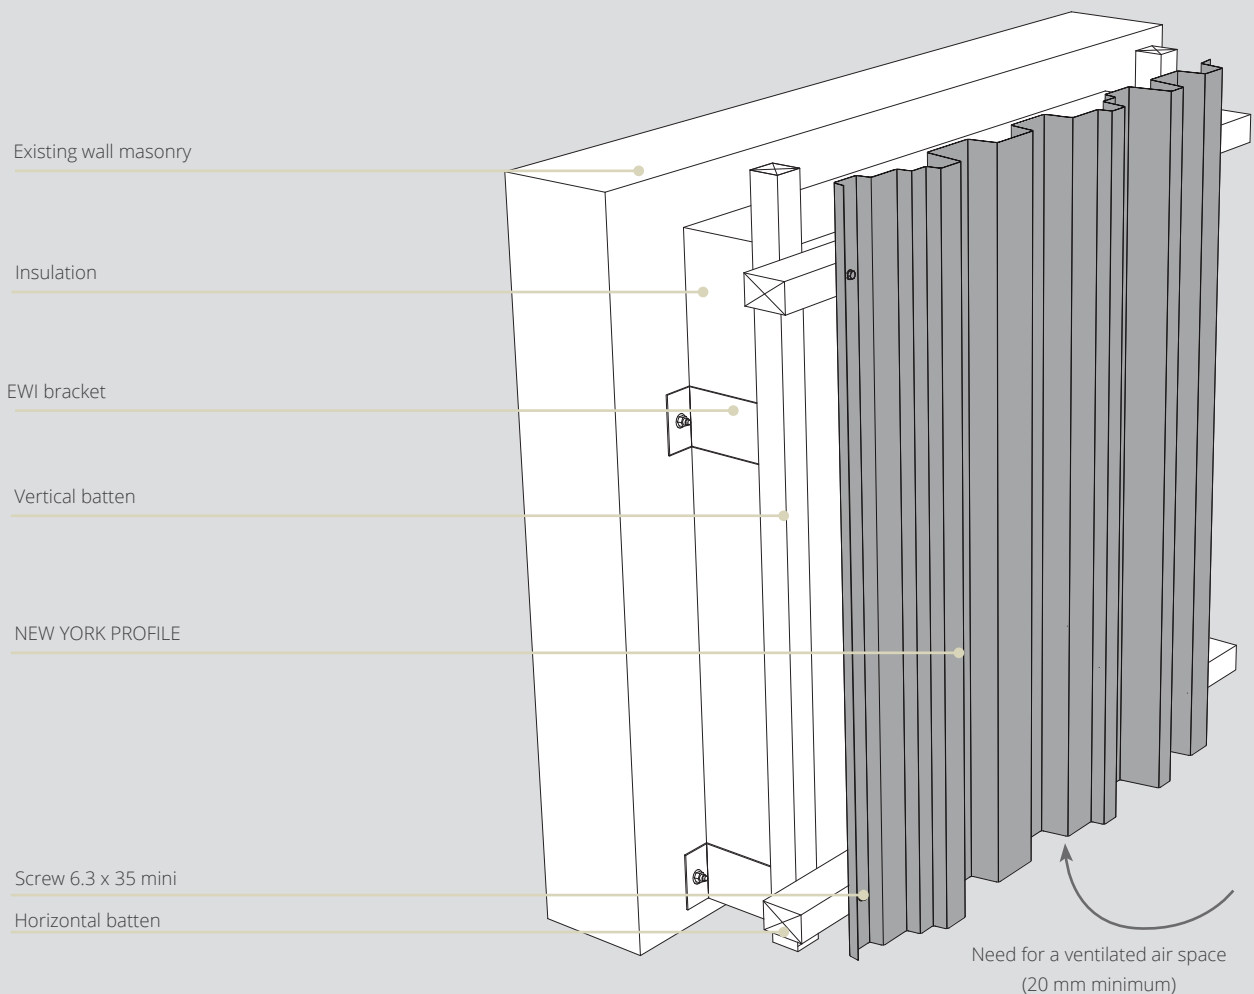 Existing wall masonry
Insulation
EWI bracket
Vertical batten
NEW YORK PROFILE
Screw 6.3 x 35 mini
Horizontal batten
Need for a ventilated air space
(20 mm minimum)